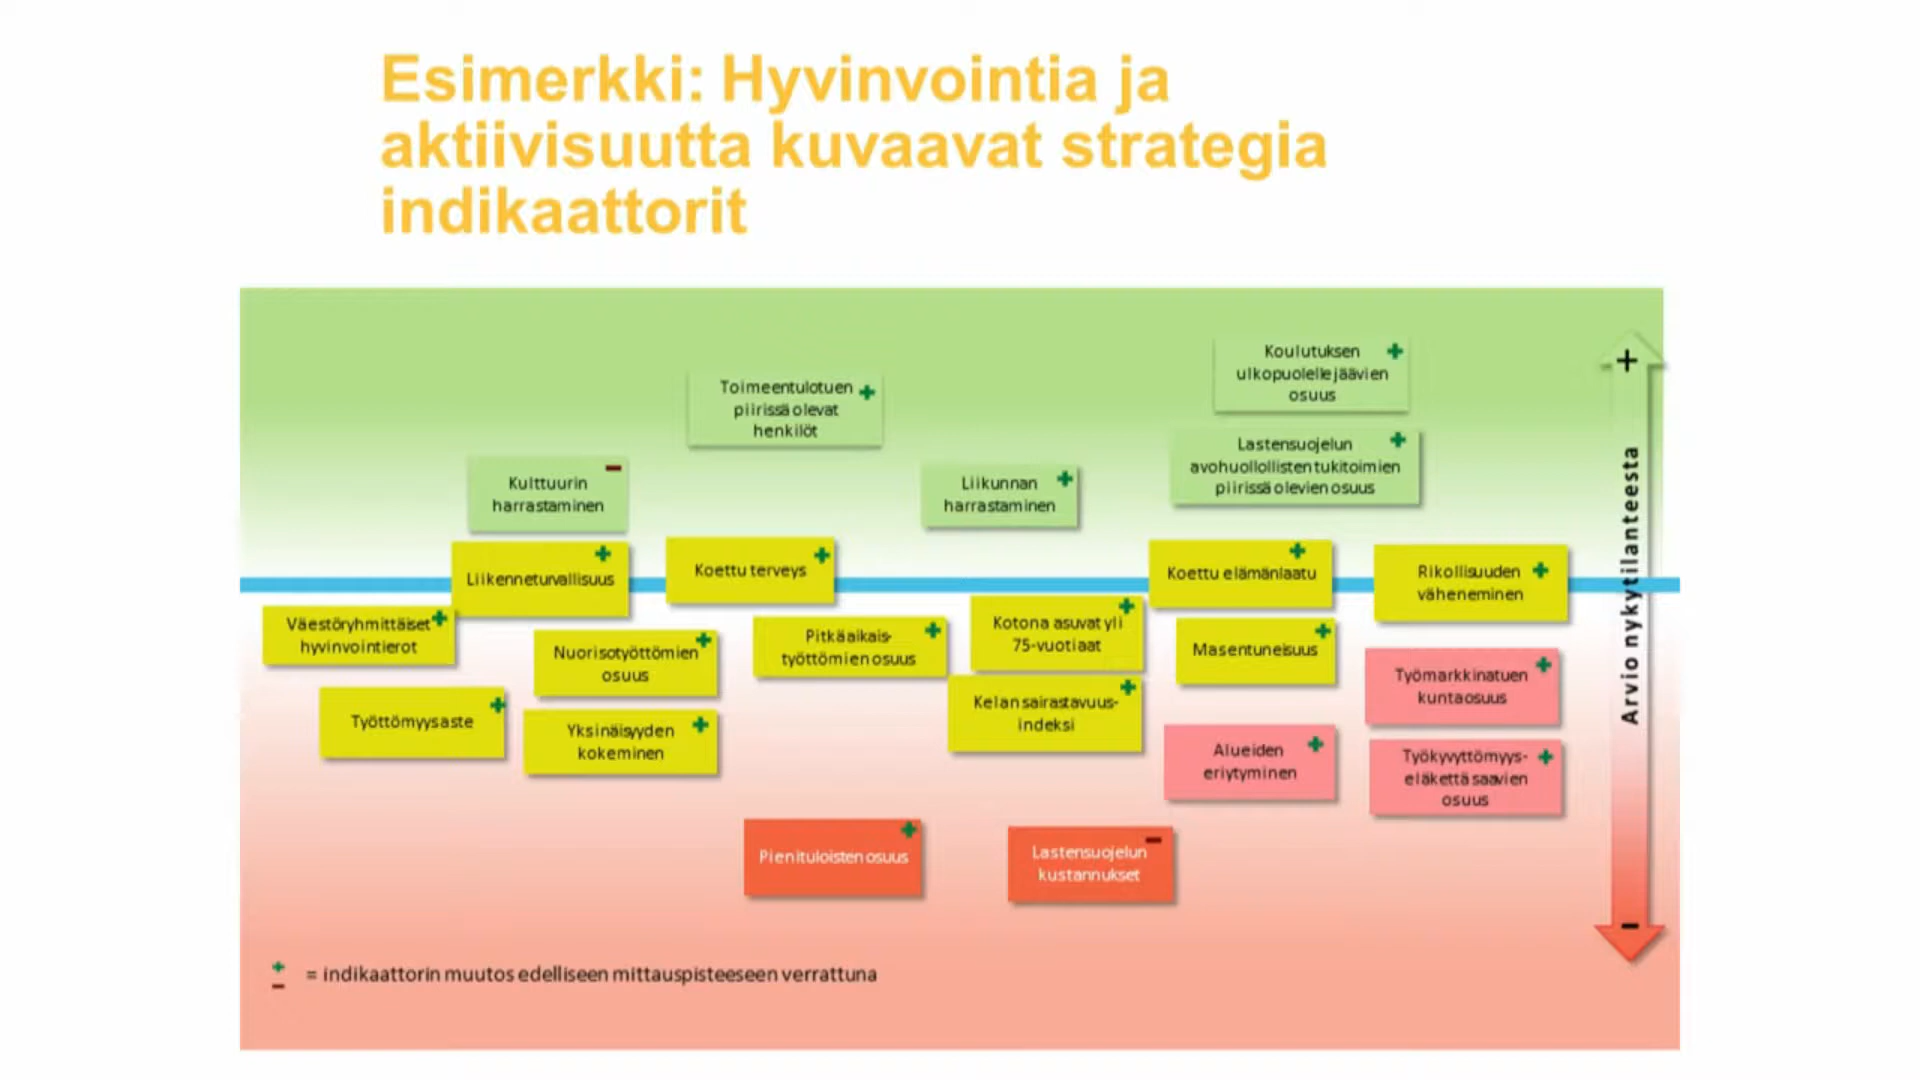 Esimerkki: Hyvinvointia ja
aktiivisuutta kuvaavat strategia
indikaattorit
Koulutuksen
ulkopuolelle jäävien
osuus
+
Toimeentulotuen
piirissä olevat
henkilöt
+
Lastensuojelun
avohuollollisten tukitoimien
piirissä olevien osuus
+
Kulttuurin
harrastaminen
-
Liikunnan
harrastaminen
+
Liikenneturvallisuus
+
Koettu terveys
+
Koettu elämänlaatu
+
Rikollisuuden
väheneminen
+
Väestöryhmittäiset
hyvinvointierot
+
Nuorisotyöttömien
osuus
+
Pitkäaikais-
työttömien osuus
+
Kotona asuvat yli
75-vuotiaat
+
Masentuneisuus
+
Työmarkkinatuen
kuntaosuus
+
Työttömyysaste
+
Yksinäisyyden
kokeminen
+
Kelan sairastavuus-
indeksi
+
Alueiden
eriytyminen
+
Työkyvyttömyys-
eläkettä saavien
osuus
+
Pienituloisten osuus
+
Lastensuojelun
kustannukset
-
+
Arvio nykytilanteesta
-
+
- = indikaattorin muutos edelliseen mittauspisteeseen verrattuna